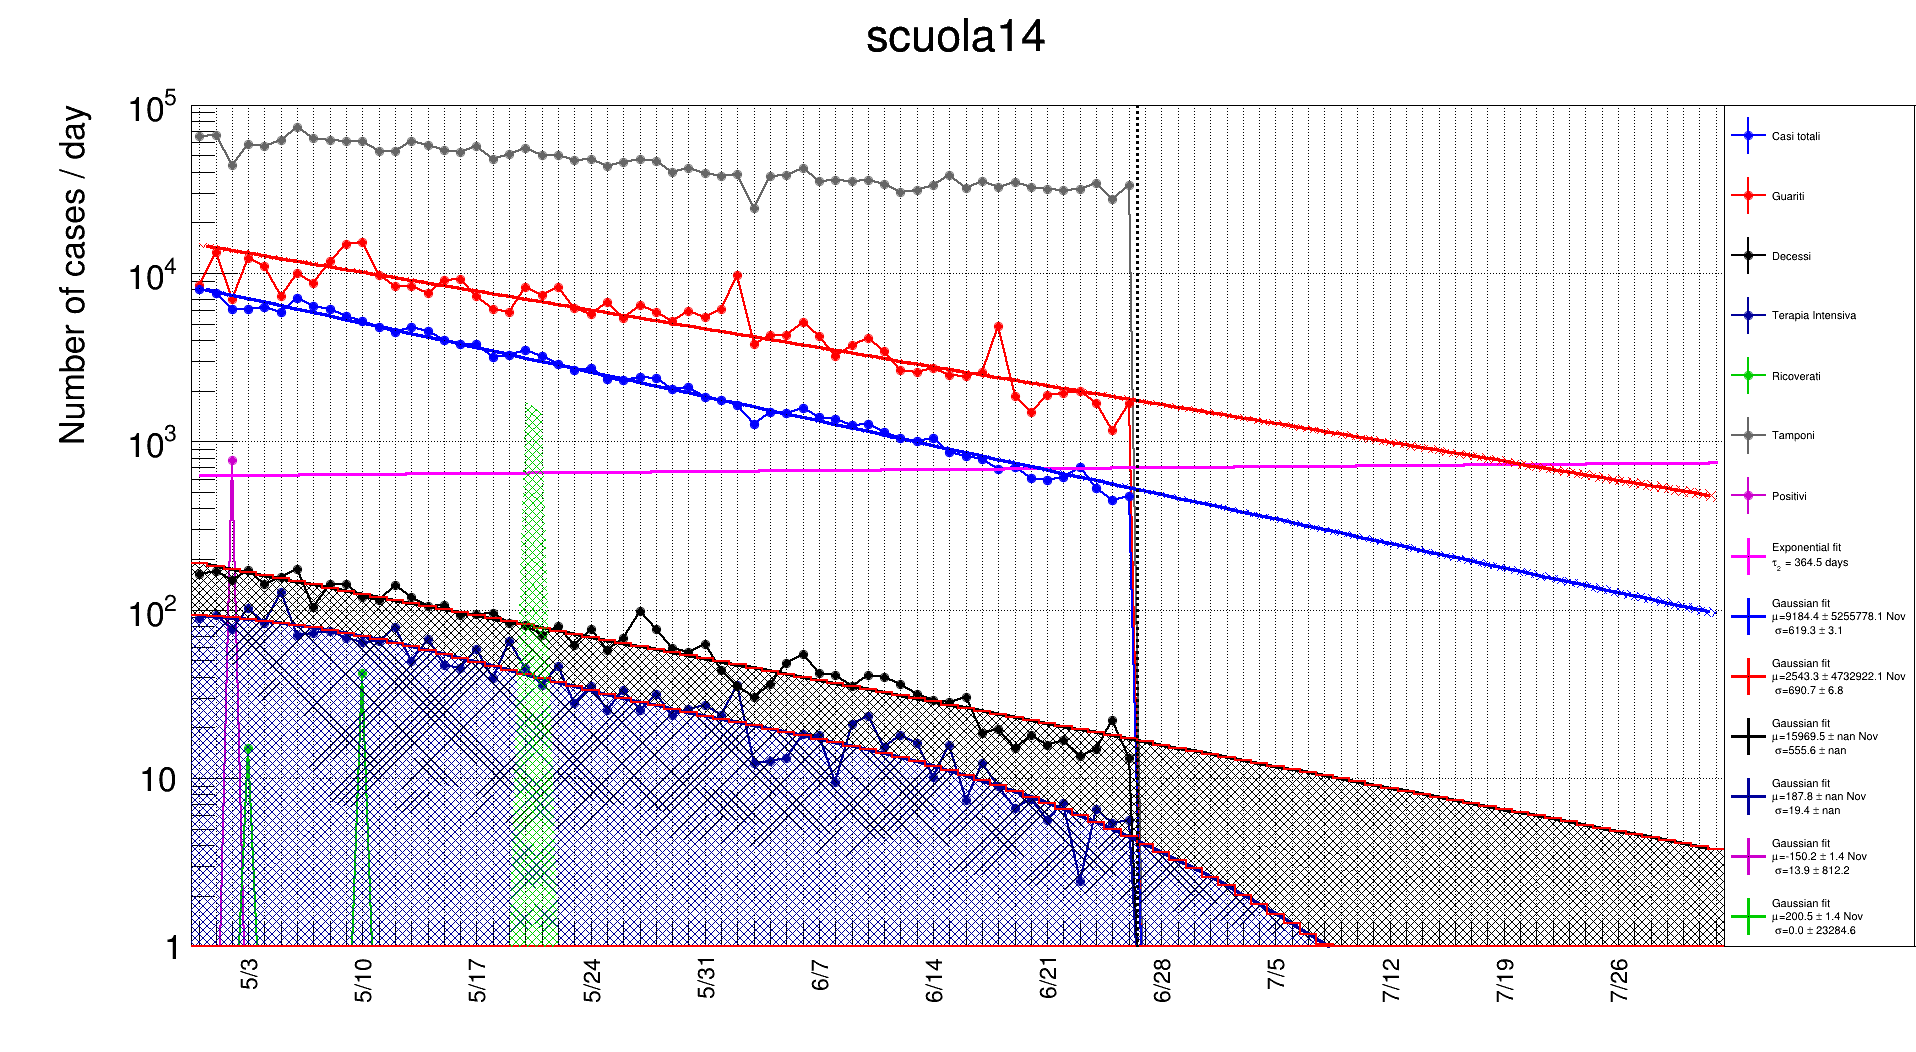 scuola14
Number of cases / day
10^5
10^4
10^3
10^2
10
1
5/3
5/10
5/17
5/24
5/31
6/7
6/14
6/21
6/28
7/5
7/12
7/19
7/26
Casi totali
Guariti
Decessi
Terapia Intensiva
Ricoverati
Tamponi
Positivi
Exponential fit
τ₂ = 364.5 days
Gaussian fit
μ=9184.4 ± 5255778.1 Nov
σ=619.3 ± 3.1
Gaussian fit
μ=2543.3 ± 4732922.1 Nov
σ=690.7 ± 6.8
Gaussian fit
μ=15969.5 ± nan Nov
σ=555.6 ± nan
Gaussian fit
μ=187.8 ± nan Nov
σ=19.4 ± nan
Gaussian fit
μ=-150.2 ± 1.4 Nov
σ=13.9 ± 812.2
Gaussian fit
μ=200.5 ± 1.4 Nov
σ=0.0 ± 23284.6